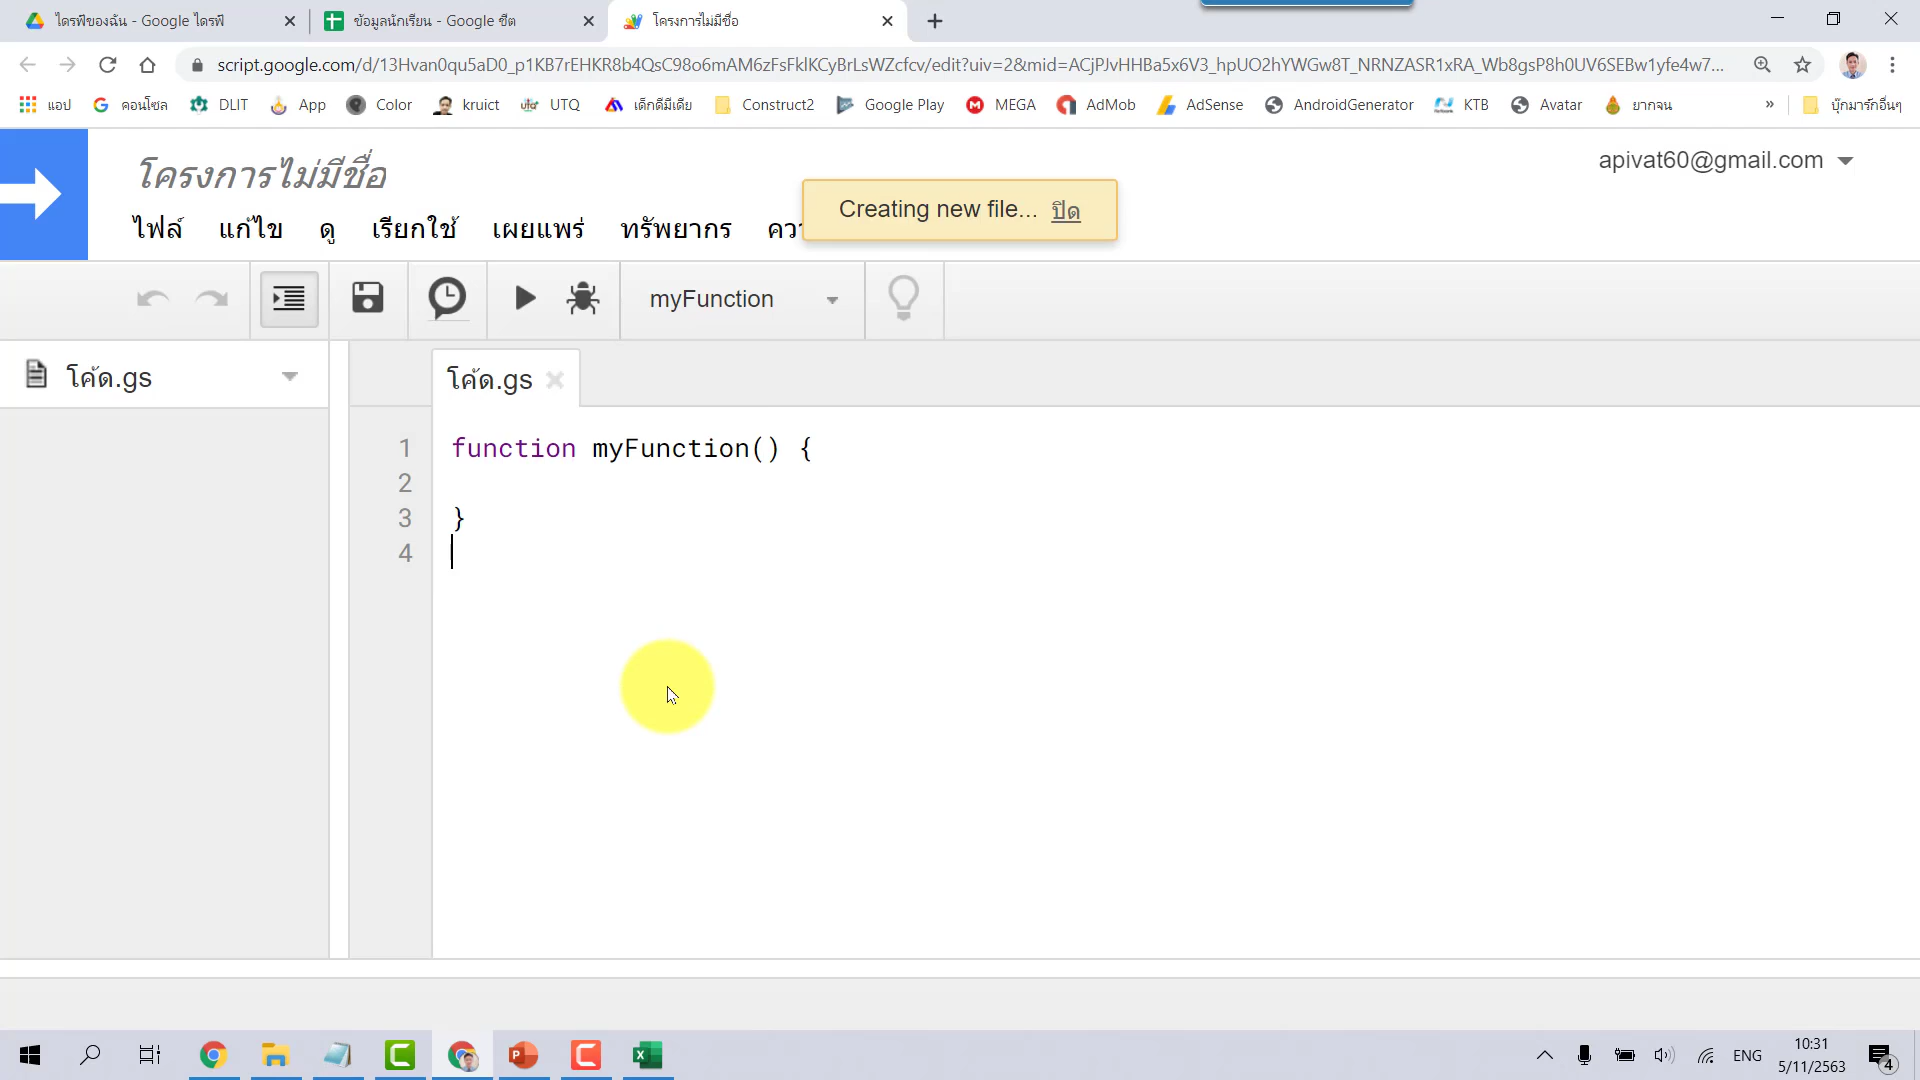 ไดรฟ์ของฉัน - Google ไดรฟ์
ข้อมูลนักเรียน - Google ชีต
โครงการไม่มีชื่อ
script.google.com/d/13Hvan0qu5aD0_p1KB7rEHKR8b4QsC98o6mAM6zFsFklKCyBrLsWZcfcv/edit?uiv=2&mid=ACjPJvHHBa5x6V3_hpUO2hYWGw8T_NRNZASR1xRA_Wb8gsP8h0UV6SEBw1yfe4w7...
แอป
คอนโซล
DLIT
App
Color
kruict
UTQ
เด็กดีมีเดีย
Construct2
Google Play
MEGA
AdMob
AdSense
AndroidGenerator
KTB
Avatar
ยากจน
»
บุ๊กมาร์กอื่นๆ
โครงการไม่มีชื่อ
apivat60@gmail.com
Creating new file... ปิด
ไฟล์ แก้ไข ดู เรียกใช้ เผยแพร่ ทรัพยากร
myFunction
โค้ด.gs
โค้ด.gs
1 function myFunction() {
2
3 }
4
ENG
10:31
5/11/2563
4